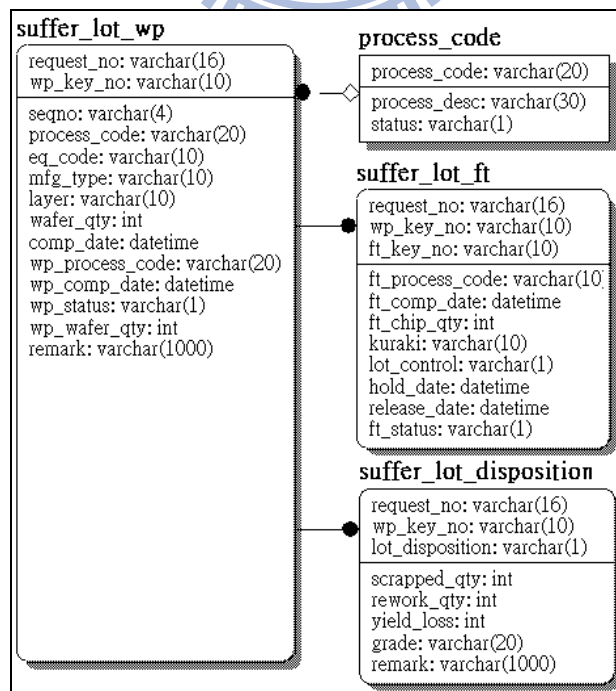 suffer_lot_wp
request_no: varchar(16)
wp_key_no: varchar(10)
seqno: varchar(4)
process_code: varchar(20)
eq_code: varchar(10)
mfg_type: varchar(10)
layer: varchar(10)
wafer_qty: int
comp_date: datetime
wp_process_code: varchar(20)
wp_comp_date: datetime
wp_status: varchar(1)
wp_wafer_qty: int
remark: varchar(1000)
process_code
process_code: varchar(20)
process_desc: varchar(30)
status: varchar(1)
suffer_lot_ft
request_no: varchar(16)
wp_key_no: varchar(10)
ft_key_no: varchar(10)
ft_process_code: varchar(10)
ft_comp_date: datetime
ft_chip_qty: int
kuraki: varchar(10)
lot_control: varchar(1)
hold_date: datetime
release_date: datetime
ft_status: varchar(1)
suffer_lot_disposition
request_no: varchar(16)
wp_key_no: varchar(10)
lot_disposition: varchar(1)
scrapped_qty: int
rework_qty: int
yield_loss: int
grade: varchar(20)
remark: varchar(1000)